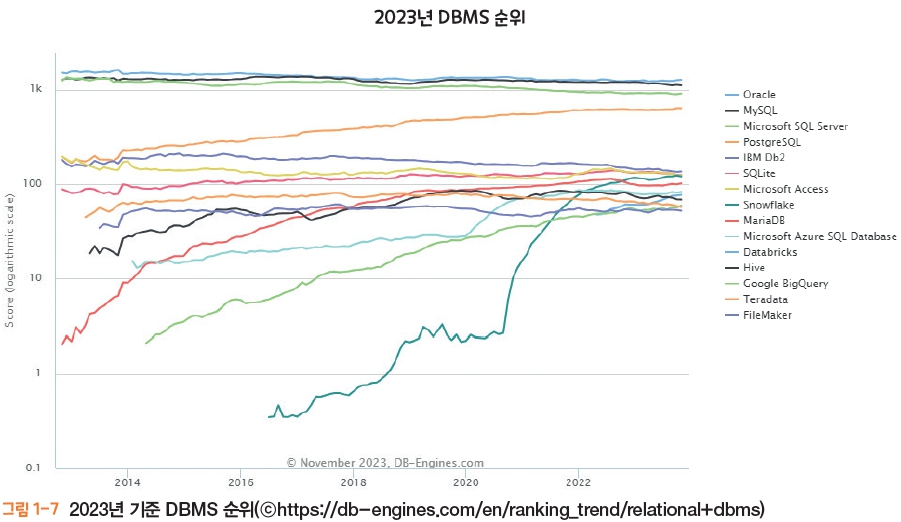 2023년 DBMS 순위
1k
100
10
1
0.1
Score (logarithmic scale)
2014
2016
2018
2020
2022
© November 2023, DB-Engines.com
Oracle
MySQL
Microsoft SQL Server
PostgreSQL
IBM Db2
SQLite
Microsoft Access
Snowflake
MariaDB
Microsoft Azure SQL Database
Databricks
Hive
Google BigQuery
Teradata
FileMaker
그림 1-7 2023년 기준 DBMS 순위(ⓒhttps://db-engines.com/en/ranking_trend/relational+dbms)